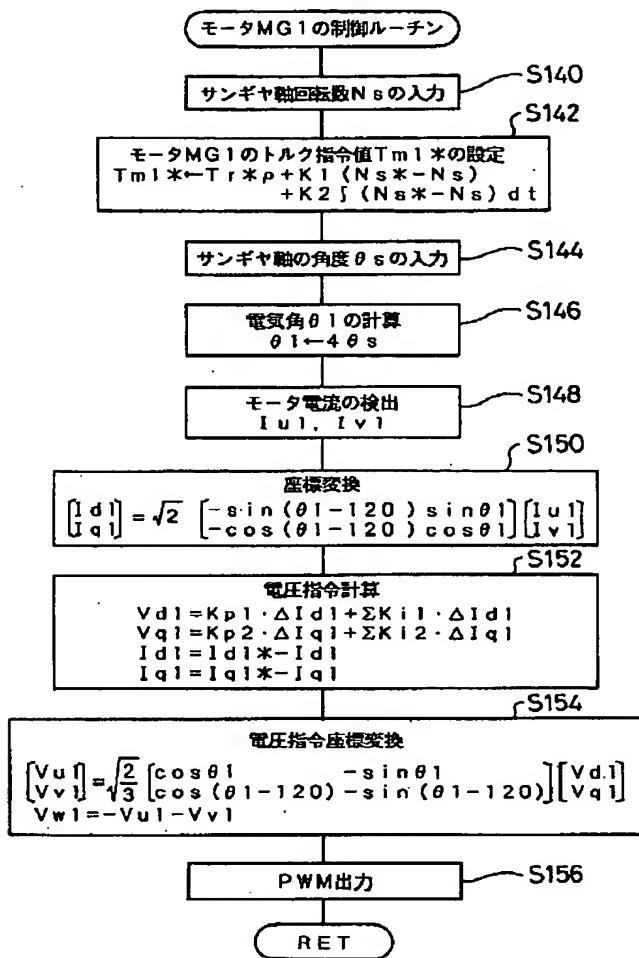 モータMG1の制御ルーチン
S140
サンギヤ軸回転数Nsの入力
S142
モータMG1のトルク指令値Tm1*の設定
Tm1*←Tr*ρ+K1(Ns*-Ns)
+K2∫(Ns*-Ns)dt
S144
サンギヤ軸の角度θsの入力
S146
電気角θ1の計算
θ1←4θs
S148
モータ電流の検出
Iu1, Iv1
S150
座標変換
[Id1] = √2 [-sin(θ1-120) sinθ1][Iu1]
[Iq1] [-cos(θ1-120) cosθ1][Iv1]
S152
電圧指令計算
Vd1=Kp1・ΔId1+ΣKi1・ΔId1
Vq1=Kp2・ΔIq1+ΣKi2・ΔIq1
Id1=Id1*-Id1
Iq1=Iq1*-Iq1
S154
電圧指令座標変換
[Vu1] = √2/3 [cosθ1 -sinθ1][Vd.1]
[Vv1] [cos(θ1-120) -sin(θ1-120)][Vq1]
Vw1=-Vu1-Vv1
S156
PWM出力
RET